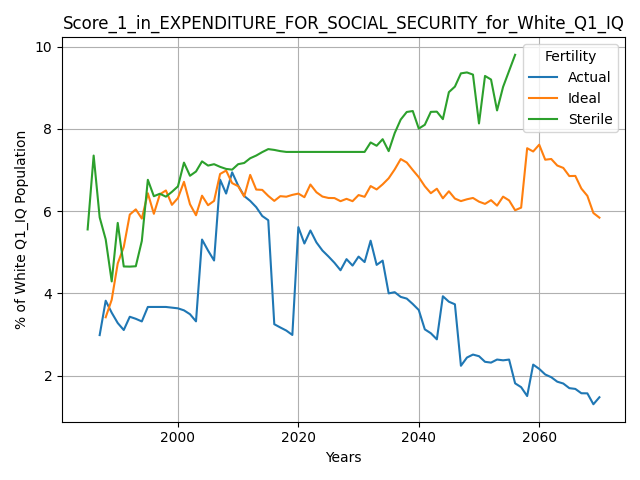 Score_1_in_EXPENDITURE_FOR_SOCIAL_SECURITY_for_White_Q1_IQ
Fertility
Actual
Ideal
Sterile
% of White Q1_IQ Population
10
8
6
4
2
2000
2020
2040
2060
Years